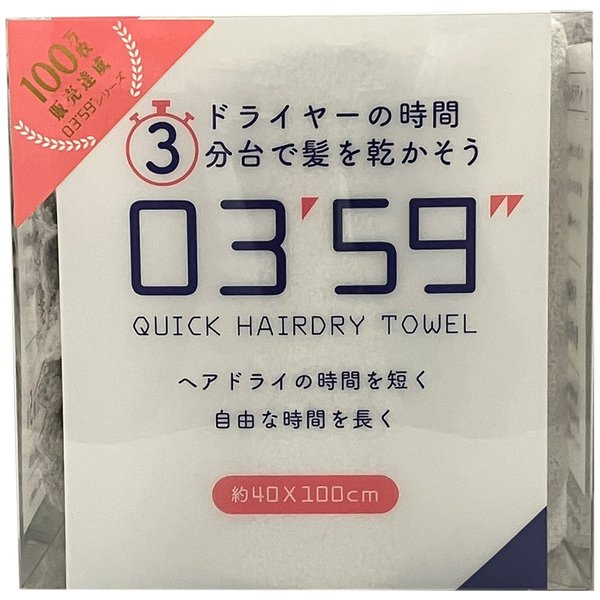 100万枚
販売達成
03'59"シリーズ
ドライヤーの時間
3分台で髪を乾かそう
03'59"
QUICK HAIRDRY TOWEL
ヘアドライの時間を短く
自由な時間を長く
約40X100cm